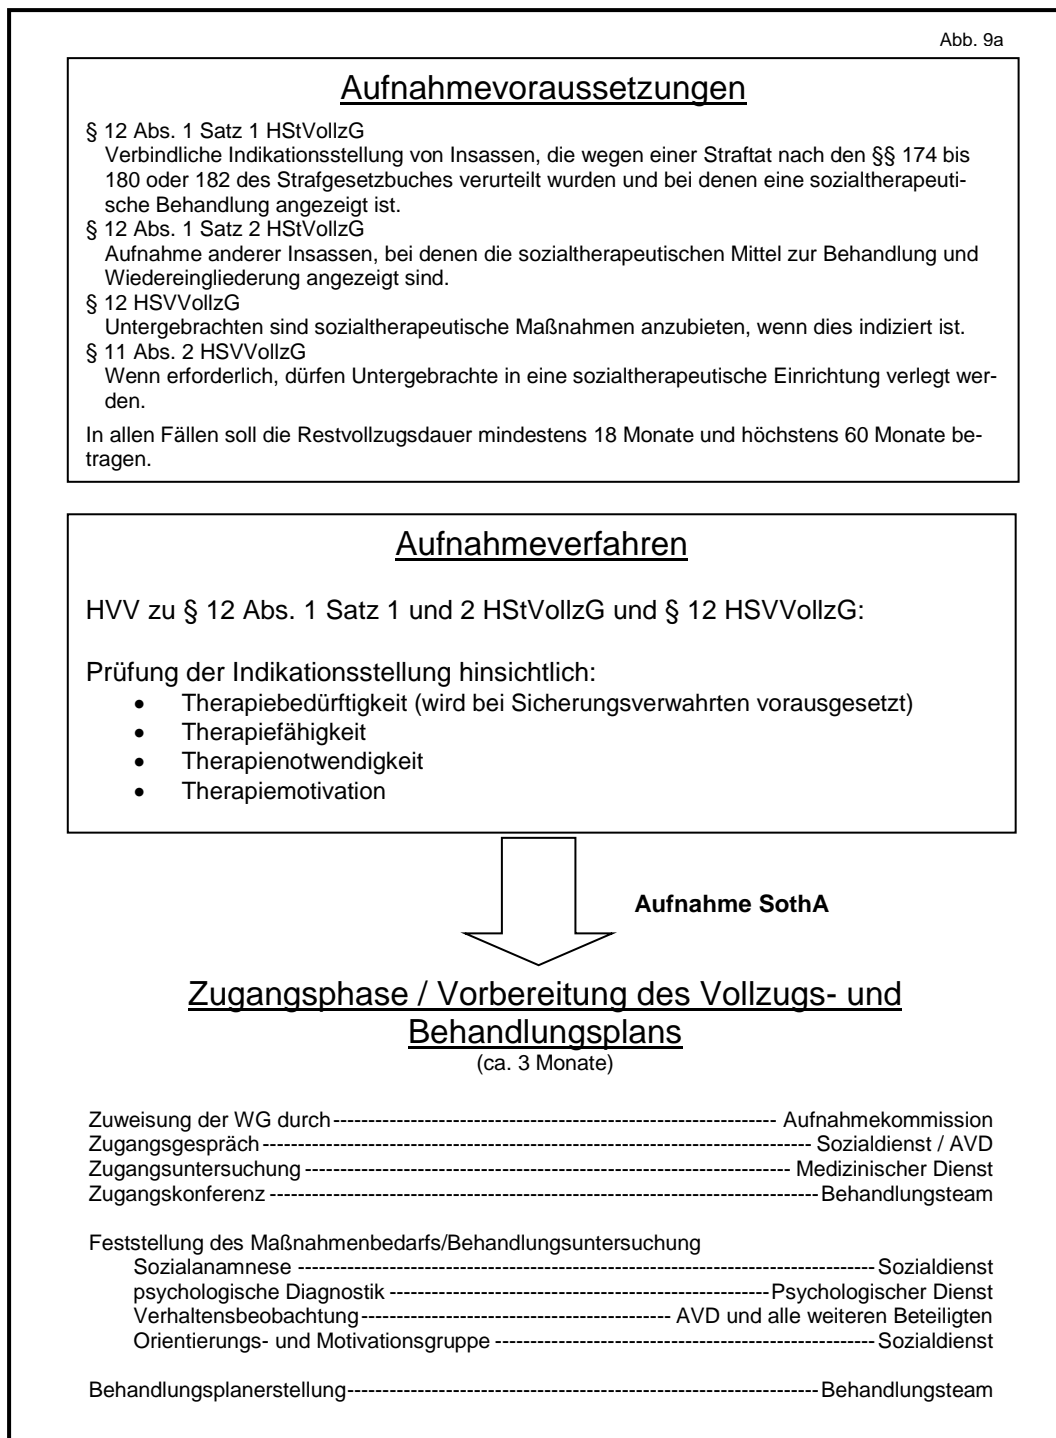 Abb. 9a
Aufnahmevoraussetzungen
§ 12 Abs. 1 Satz 1 HStVollzG
Verbindliche Indikationsstellung von Insassen, die wegen einer Straftat nach den §§ 174 bis
180 oder 182 des Strafgesetzbuches verurteilt wurden und bei denen eine sozialtherapeuti-
sche Behandlung angezeigt ist.
§ 12 Abs. 1 Satz 2 HStVollzG
Aufnahme anderer Insassen, bei denen die sozialtherapeutischen Mittel zur Behandlung und
Wiedereingliederung angezeigt sind.
§ 12 HSVVollzG
Untergebrachten sind sozialtherapeutische Maßnahmen anzubieten, wenn dies indiziert ist.
§ 11 Abs. 2 HSVVollzG
Wenn erforderlich, dürfen Untergebrachte in eine sozialtherapeutische Einrichtung verlegt wer-
den.
In allen Fällen soll die Restvollzugsdauer mindestens 18 Monate und höchstens 60 Monate be-
tragen.
Aufnahmeverfahren
HVV zu § 12 Abs. 1 Satz 1 und 2 HStVollzG und § 12 HSVVollzG:
Prüfung der Indikationsstellung hinsichtlich:
• Therapiebedürftigkeit (wird bei Sicherungsverwahrten vorausgesetzt)
• Therapiefähigkeit
• Therapienotwendigkeit
• Therapiemotivation
Aufnahme SothA
Zugangsphase / Vorbereitung des Vollzugs- und
Behandlungsplans
(ca. 3 Monate)
Zuweisung der WG durch--------------------------------------------------------------- Aufnahmekommission
Zugangsgespräch------------------------------------------------------------------------------ Sozialdienst / AVD
Zugangsuntersuchung--------------------------------------------------------------------- Medizinischer Dienst
Zugangskonferenz ------------------------------------------------------------------------------Behandlungsteam
Feststellung des Maßnahmenbedarfs/Behandlungsuntersuchung
Sozialanamnese ----------------------------------------------------------------------------------Sozialdienst
psychologische Diagnostik ------------------------------------------------------Psychologischer Dienst
Verhaltensbeobachtung-------------------------------------------- AVD und alle weiteren Beteiligten
Orientierungs- und Motivationsgruppe ------------------------------------------------------Sozialdienst
Behandlungsplanerstellung-------------------------------------------------------------------Behandlungsteam